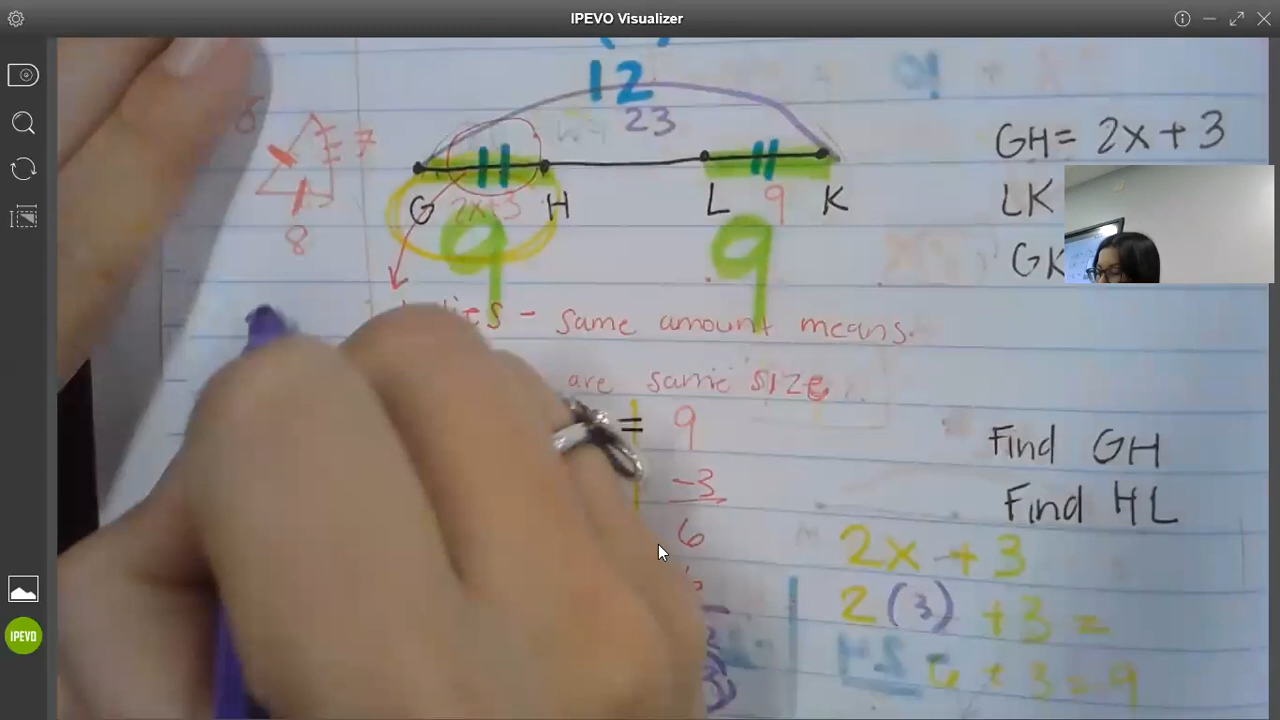 IPEVO Visualizer
12
23
7
8
G 2x+3 H
L 9 K
9
9
GH = 2x + 3
LK
GK
- same amount means.
are same size
= 9
-3
6
Find GH
Find HL
2x + 3
2(3) + 3 =
6 + 3 = 9
IPEVO